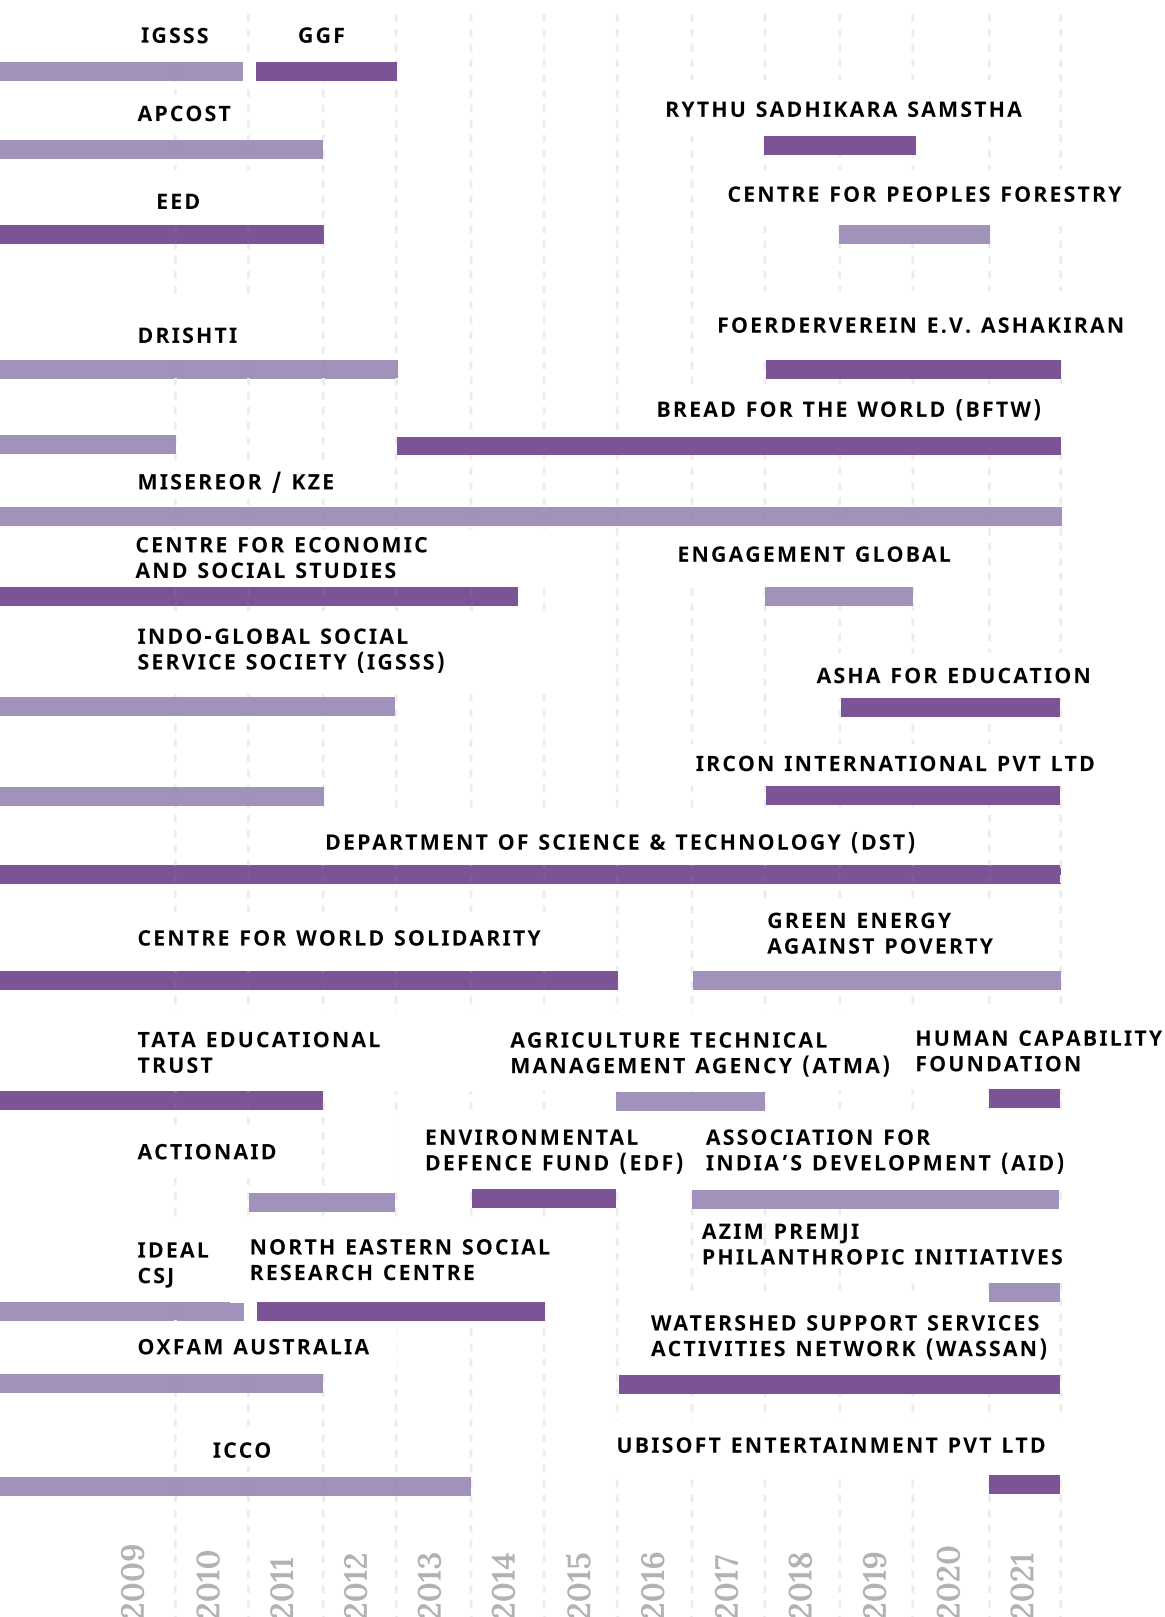 IGSSS
GGF
APCOST
RYTHU SADHIKARA SAMSTHA
EED
CENTRE FOR PEOPLES FORESTRY
DRISHTI
FOERDERVEREIN E.V. ASHAKIRAN
BREAD FOR THE WORLD (BFTW)
MISEREOR / KZE
CENTRE FOR ECONOMIC
AND SOCIAL STUDIES
ENGAGEMENT GLOBAL
INDO-GLOBAL SOCIAL
SERVICE SOCIETY (IGSSS)
ASHA FOR EDUCATION
IRCON INTERNATIONAL PVT LTD
DEPARTMENT OF SCIENCE & TECHNOLOGY (DST)
CENTRE FOR WORLD SOLIDARITY
GREEN ENERGY
AGAINST POVERTY
TATA EDUCATIONAL
TRUST
AGRICULTURE TECHNICAL
MANAGEMENT AGENCY (ATMA)
HUMAN CAPABILITY
FOUNDATION
ACTIONAID
ENVIRONMENTAL
DEFENCE FUND (EDF)
ASSOCIATION FOR
INDIA’S DEVELOPMENT (AID)
IDEAL
CSJ
NORTH EASTERN SOCIAL
RESEARCH CENTRE
AZIM PREMJI
PHILANTHROPIC INITIATIVES
OXFAM AUSTRALIA
WATERSHED SUPPORT SERVICES
ACTIVITIES NETWORK (WASSAN)
ICCO
UBISOFT ENTERTAINMENT PVT LTD
2009
2010
2011
2012
2013
2014
2015
2016
2017
2018
2019
2020
2021